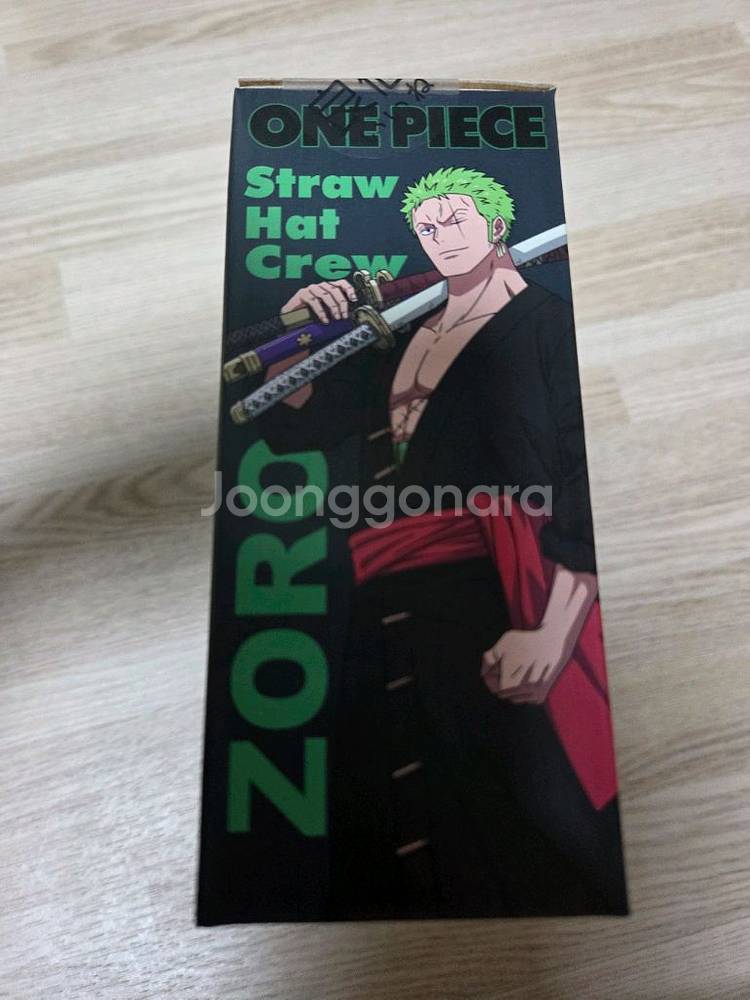 ONE PIECE
Straw
Hat
Crew
ZORO
Joonggonara